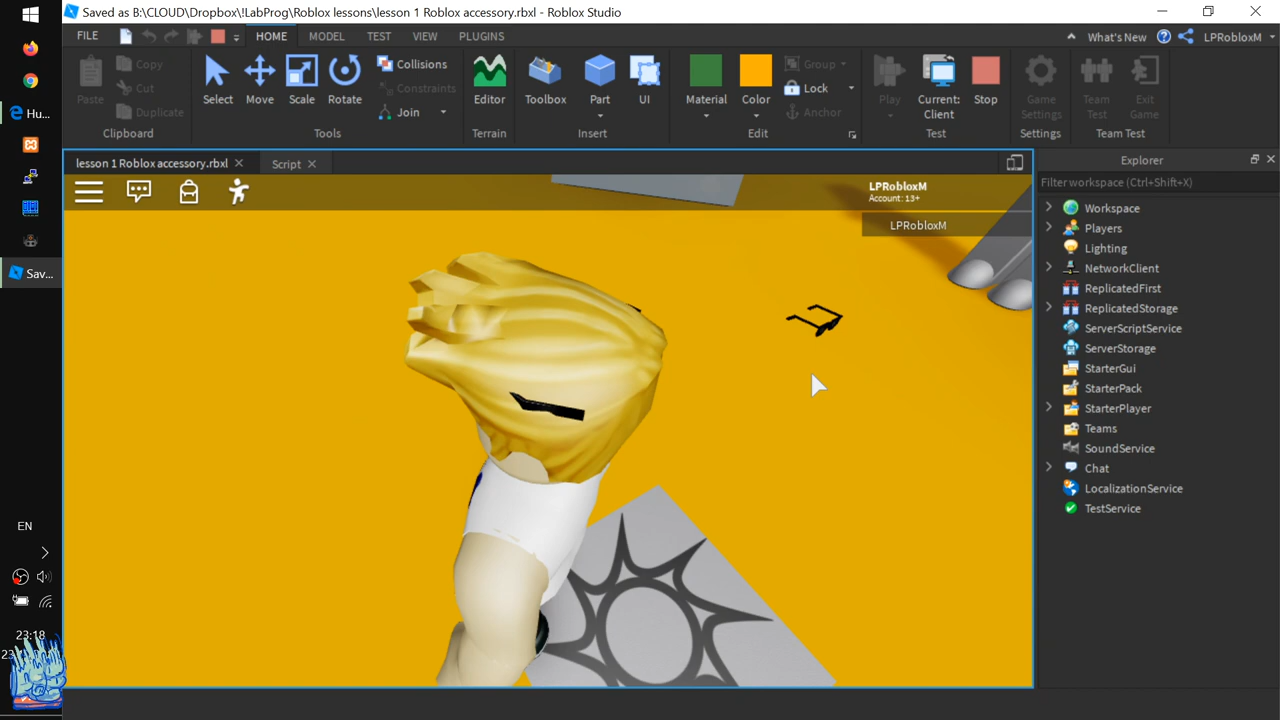 Saved as B:\CLOUD\Dropbox\!LabProg\Roblox lessons\lesson 1 Roblox accessory.rbxl - Roblox Studio
FILE HOME MODEL TEST VIEW PLUGINS What's New LPRobloxM
Paste Copy Cut Duplicate
Clipboard
Select Move Scale Rotate Collisions Constraints Join
Tools
Editor
Terrain
Toolbox Part UI
Insert
Material Color Group Lock Anchor
Edit
Play Current: Client Stop
Test
Game Settings
Settings
Team Test Exit Game
Team Test
Hu...
Sav...
lesson 1 Roblox accessory.rbxl Script
LPRobloxM
Account: 13+
LPRobloxM
Explorer
Filter workspace (Ctrl+Shift+X)
Workspace
Players
Lighting
NetworkClient
ReplicatedFirst
ReplicatedStorage
ServerScriptService
ServerStorage
StarterGui
StarterPack
StarterPlayer
Teams
SoundService
Chat
LocalizationService
TestService
EN
23:18